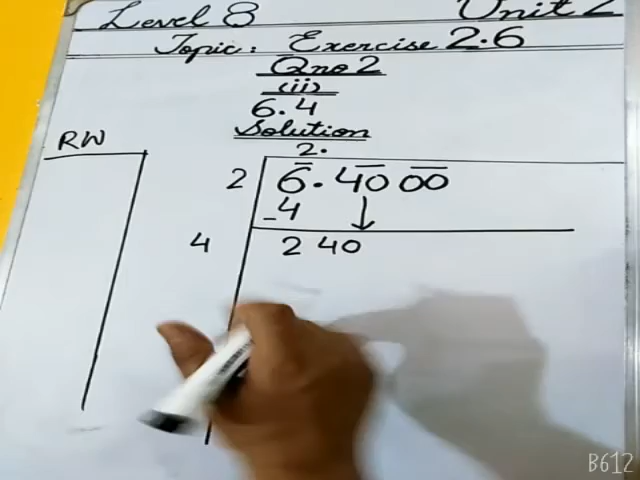 Level 8 Unit 2
Topic: Exercise 2.6
Qno 2
(ii)
6.4
Solution
RW
2.
2 6.40 00
-4
4 2 40
B612